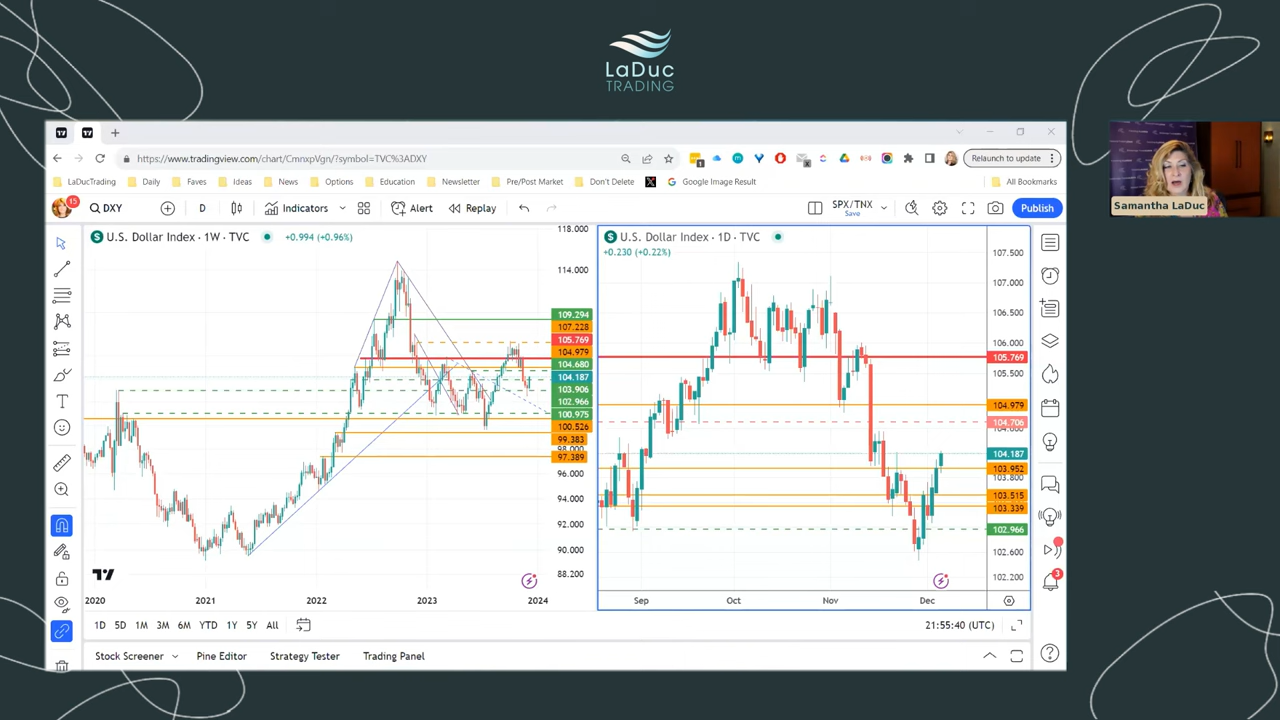 LaDuc
TRADING
https://www.tradingview.com/chart/CmnxpVgn/?symbol=TVC%3ADXY
Relaunch to update
LaDucTrading
Daily
Faves
Ideas
News
Options
Education
Newsletter
Pre/Post Market
Don't Delete
Google Image Result
All Bookmarks
15
DXY
D
Indicators
Alert
Replay
SPX/TNX
Save
Publish
U.S. Dollar Index · 1W · TVC
+0.994 (+0.96%)
118.000
114.000
109.294
107.228
105.769
104.979
104.680
104.187
103.906
102.966
100.975
100.526
99.383
98.000
97.389
96.000
94.000
92.000
90.000
88.200
2020
2021
2022
2023
2024
U.S. Dollar Index · 1D · TVC
+0.230 (+0.22%)
107.500
107.000
106.500
106.000
105.769
105.500
104.979
104.706
104.187
103.952
103.800
103.515
103.339
102.966
102.600
102.200
Sep
Oct
Nov
Dec
1D
5D
1M
3M
6M
YTD
1Y
5Y
All
21:55:40 (UTC)
Stock Screener
Pine Editor
Strategy Tester
Trading Panel
3
Samantha LaDuc